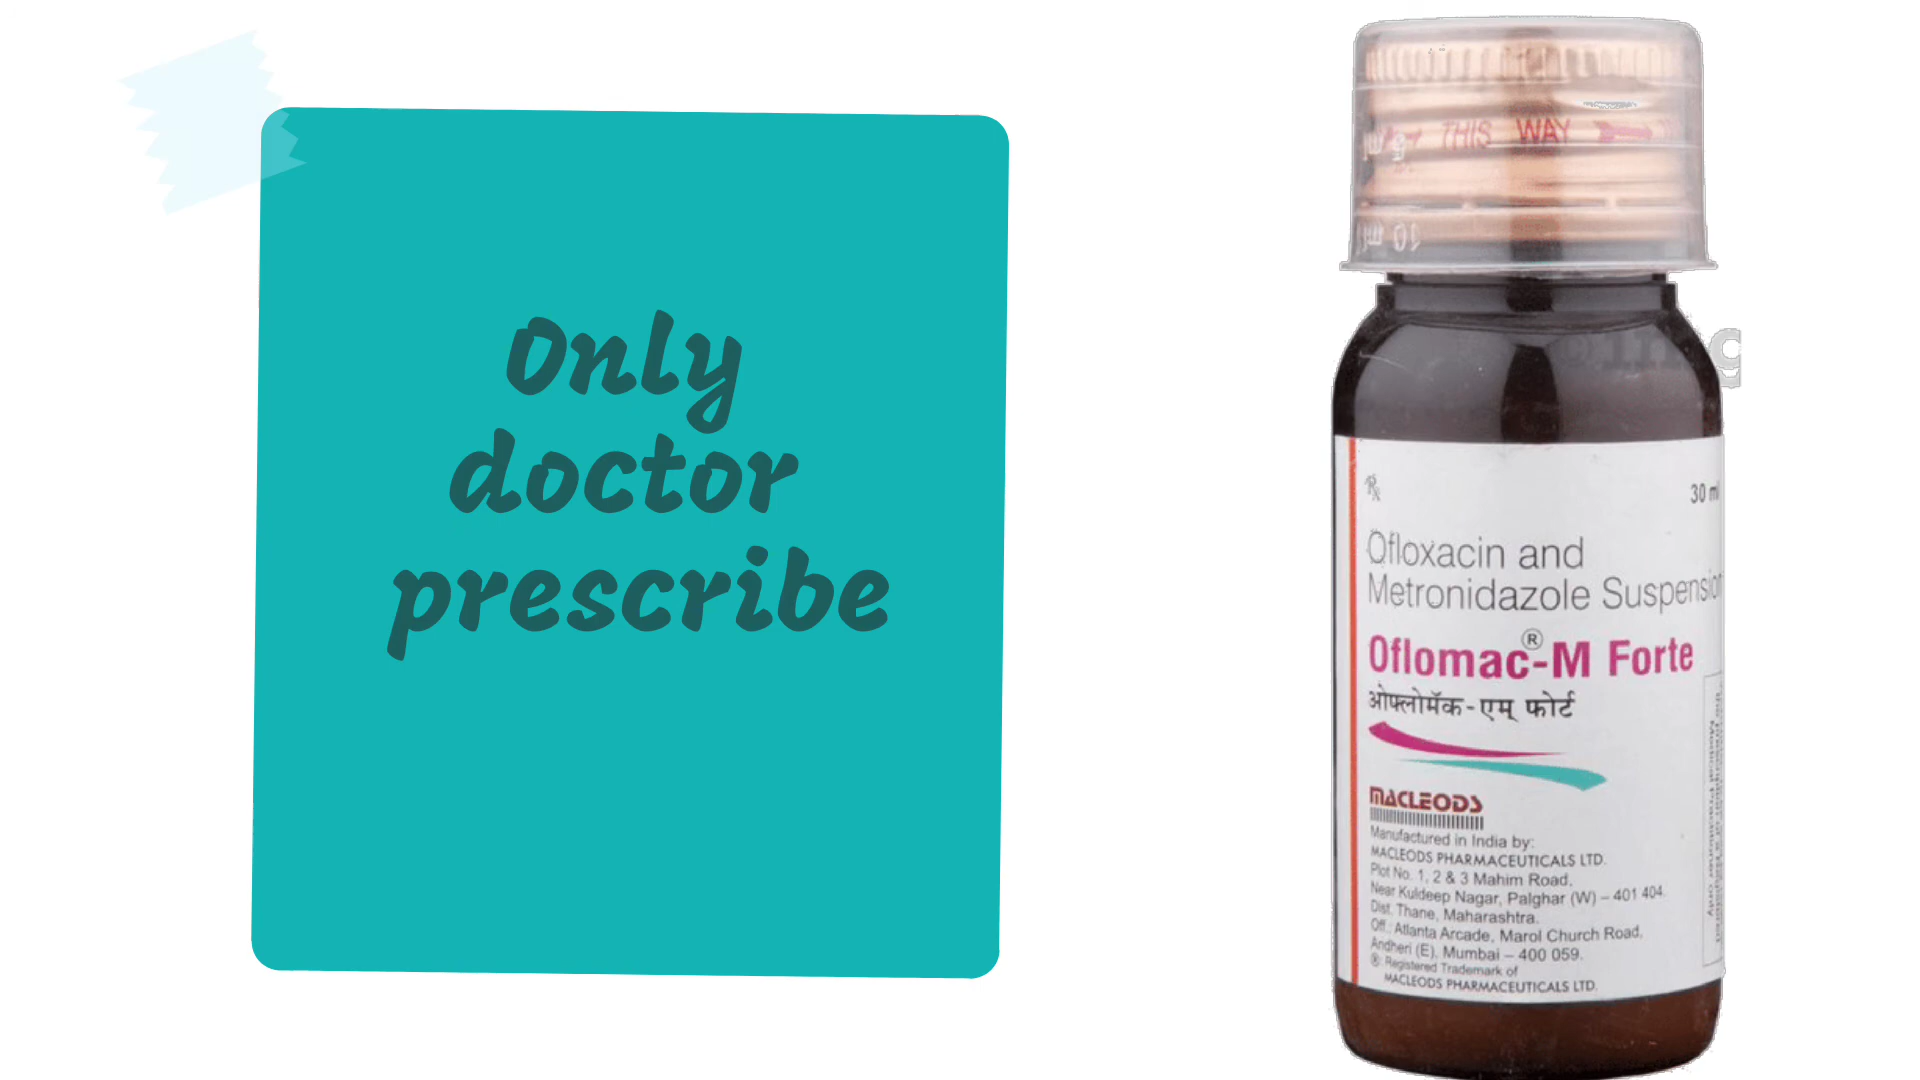 Only
doctor
prescribe
THIS WAY
10 ml
Rx
30 ml
Ofloxacin and
Metronidazole Suspension
Oflomac®-M Forte
ओफ्लोमॅक-एम् फोर्ट
MACLEODS
Manufactured in India by:
MACLEODS PHARMACEUTICALS LTD.
Plot No. 1, 2 & 3 Mahim Road,
Near Kuldeep Nagar, Palghar (W) – 401 404.
Dist. Thane, Maharashtra.
Off.: Atlanta Arcade, Marol Church Road,
Andheri (E), Mumbai – 400 059.
®: Registered Trademark of
MACLEODS PHARMACEUTICALS LTD.